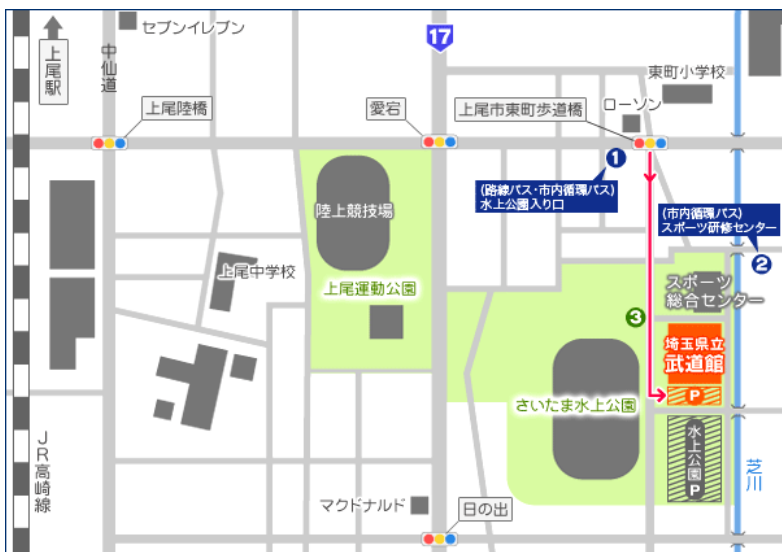 セブンイレブン
上尾駅
中仙道
17
東町小学校
上尾陸橋
愛宕
上尾市東町歩道橋
ローソン
1
(路線バス・市内循環バス)
水上公園入り口
陸上競技場
(市内循環バス)
スポーツ研修センター
2
上尾中学校
上尾運動公園
スポーツ
総合センター
3
埼玉県立
武道館
P
さいたま水上公園
水上公園
P
JR高崎線
芝川
マクドナルド
日の出